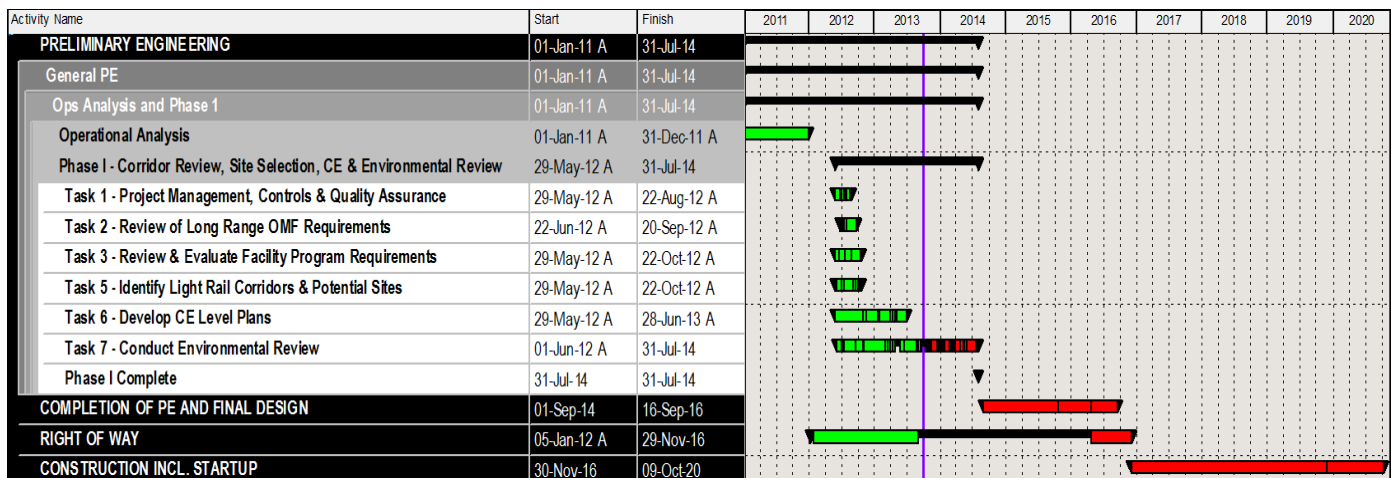 Activity Name Start Finish 2011 2012 2013 2014 2015 2016 2017 2018 2019 2020
PRELIMINARY ENGINEERING 01-Jan-11 A 31-Jul-14
General PE 01-Jan-11 A 31-Jul-14
Ops Analysis and Phase 1 01-Jan-11 A 31-Jul-14
Operational Analysis 01-Jan-11 A 31-Dec-11 A
Phase I - Corridor Review, Site Selection, CE & Environmental Review 29-May-12 A 31-Jul-14
Task 1 - Project Management, Controls & Quality Assurance 29-May-12 A 22-Aug-12 A
Task 2 - Review of Long Range OMF Requirements 22-Jun-12 A 20-Sep-12 A
Task 3 - Review & Evaluate Facility Program Requirements 29-May-12 A 22-Oct-12 A
Task 5 - Identify Light Rail Corridors & Potential Sites 29-May-12 A 22-Oct-12 A
Task 6 - Develop CE Level Plans 29-May-12 A 28-Jun-13 A
Task 7 - Conduct Environmental Review 01-Jun-12 A 31-Jul-14
Phase I Complete 31-Jul-14 31-Jul-14
COMPLETION OF PE AND FINAL DESIGN 01-Sep-14 16-Sep-16
RIGHT OF WAY 05-Jan-12 A 29-Nov-16
CONSTRUCTION INCL. STARTUP 30-Nov-16 09-Oct-20